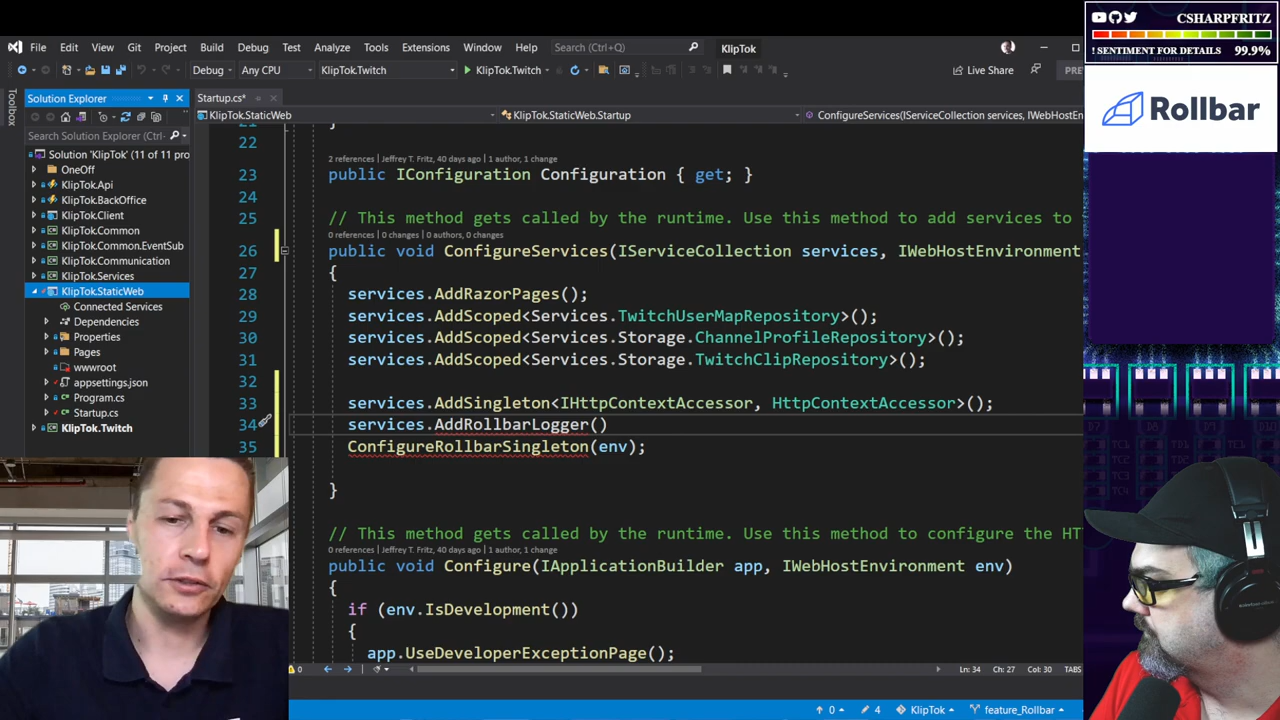 CSHARPFRITZ
! SENTIMENT FOR DETAILS 99.9%
Rollbar
File Edit View Git Project Build Debug Test Analyze Tools Extensions Window Help Search (Ctrl+Q) KlipTok
Debug Any CPU KlipTok.Twitch KlipTok.Twitch Live Share PRE
Toolbox
Solution Explorer
Search Solution Explorer (Ctrl+
Solution 'KlipTok' (11 of 11 pro
OneOff
KlipTok.Api
KlipTok.BackOffice
KlipTok.Client
KlipTok.Common
KlipTok.Common.EventSub
KlipTok.Communication
KlipTok.Services
KlipTok.StaticWeb
Connected Services
Dependencies
Properties
Pages
wwwroot
appsettings.json
Program.cs
Startup.cs
KlipTok.Twitch
Startup.cs*
KlipTok.StaticWeb KlipTok.StaticWeb.Startup ConfigureServices(IServiceCollection services, IWebHostEn
21 }
22
2 references | Jeffrey T. Fritz, 40 days ago | 1 author, 1 change
23 public IConfiguration Configuration { get; }
24
25 // This method gets called by the runtime. Use this method to add services to
0 references | 0 changes | 0 authors, 0 changes
26 public void ConfigureServices(IServiceCollection services, IWebHostEnvironment
27 {
28 services.AddRazorPages();
29 services.AddScoped<Services.TwitchUserMapRepository>();
30 services.AddScoped<Services.Storage.ChannelProfileRepository>();
31 services.AddScoped<Services.Storage.TwitchClipRepository>();
32
33 services.AddSingleton<IHttpContextAccessor, HttpContextAccessor>();
34 services.AddRollbarLogger()
35 ConfigureRollbarSingleton(env);
}
// This method gets called by the runtime. Use this method to configure the HT
0 references | Jeffrey T. Fritz, 40 days ago | 1 author, 1 change
public void Configure(IApplicationBuilder app, IWebHostEnvironment env)
{
if (env.IsDevelopment())
{
app.UseDeveloperExceptionPage();
0 Ln: 34 Ch: 27 Col: 30 TABS
0 4 KlipTok feature_Rollbar